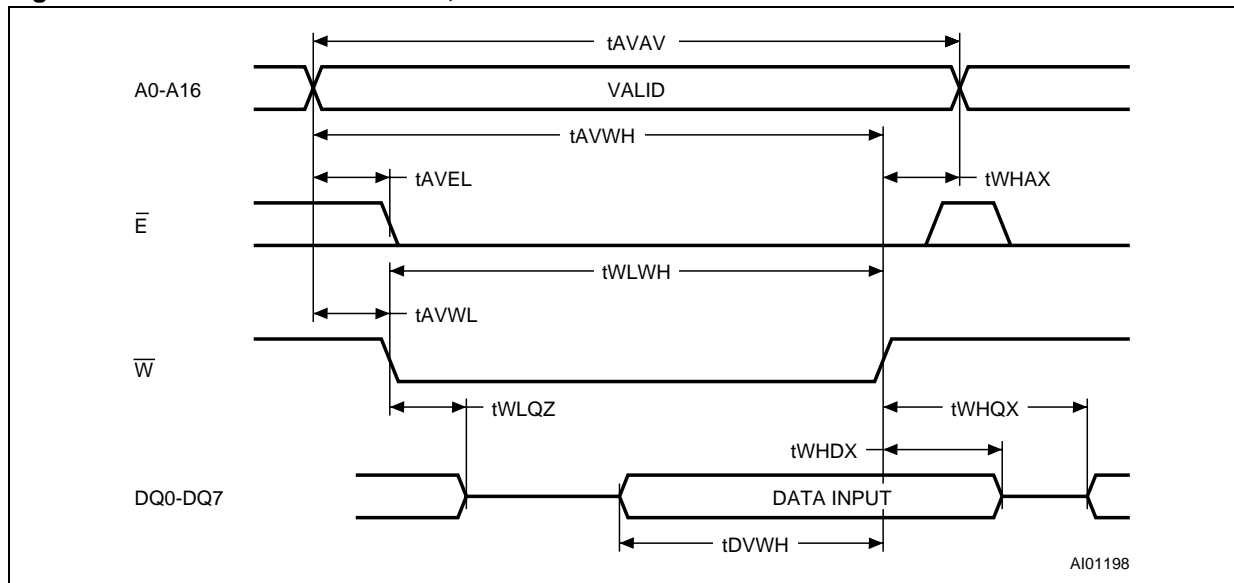 tAVAV
A0-A16
VALID
tAVWH
tAVEL
tWHAX
E̅
tWLWH
tAVWL
W̅
tWLQZ
tWHQX
tWHDX
DQ0-DQ7
DATA INPUT
tDVWH
AI01198